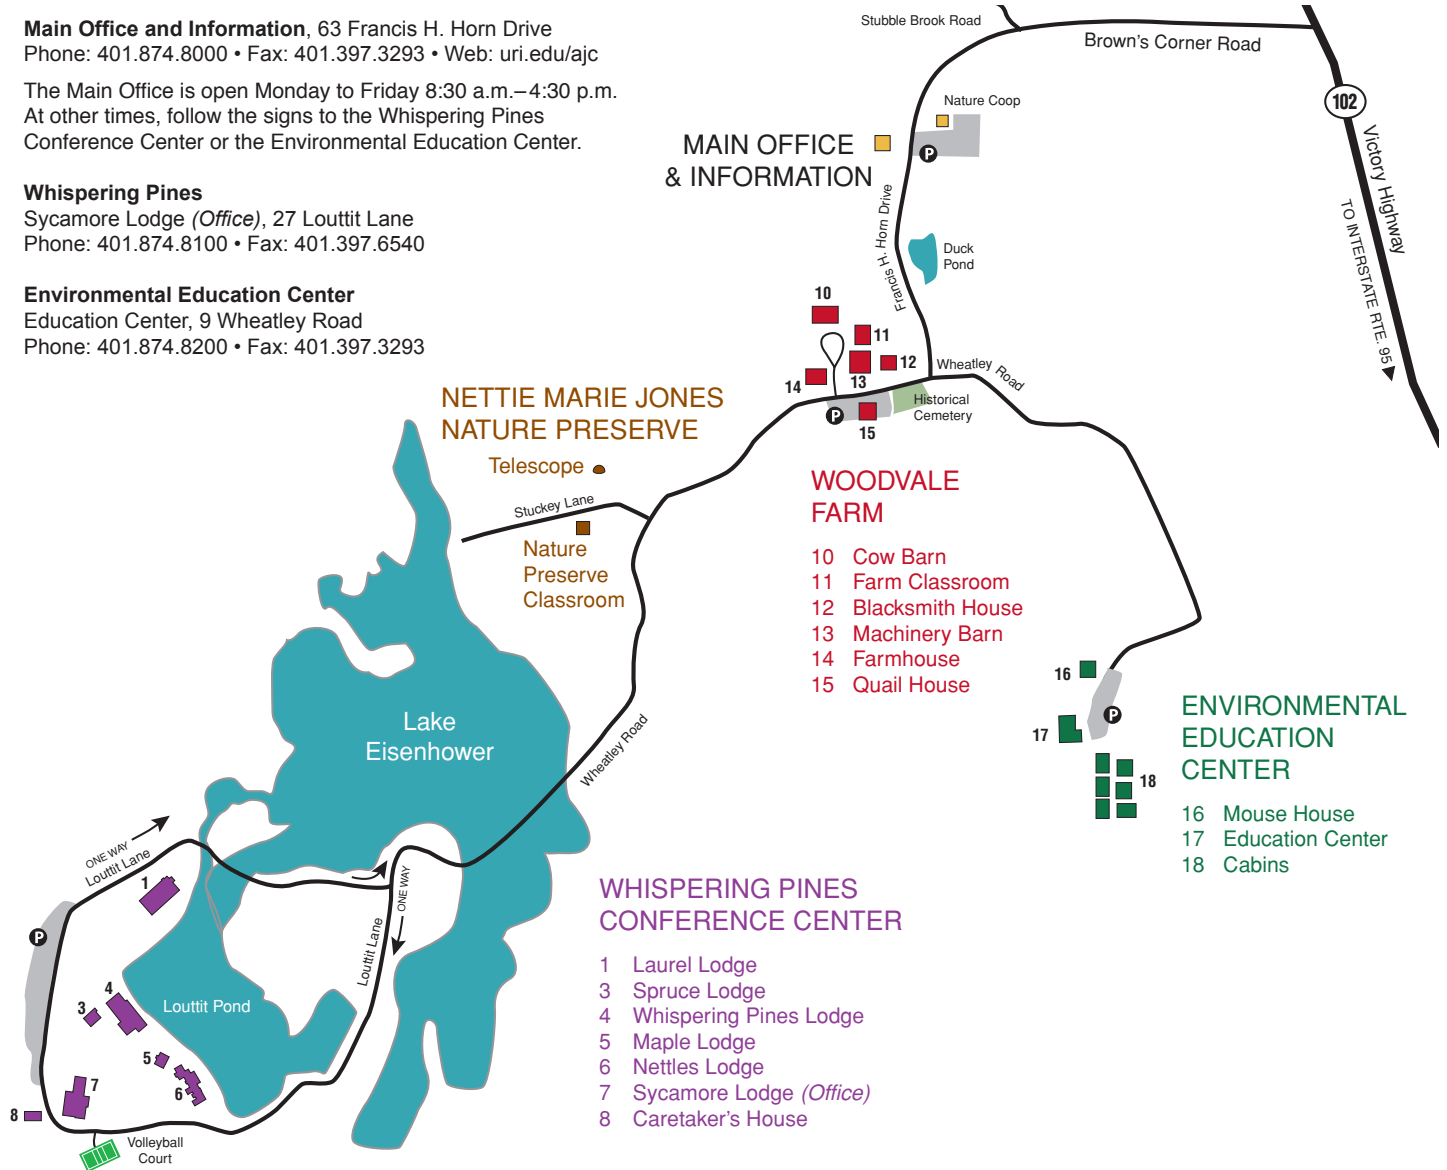 Main Office and Information, 63 Francis H. Horn Drive
Phone: 401.874.8000 • Fax: 401.397.3293 • Web: uri.edu/ajc
The Main Office is open Monday to Friday 8:30 a.m.–4:30 p.m.
At other times, follow the signs to the Whispering Pines
Conference Center or the Environmental Education Center.
Whispering Pines
Sycamore Lodge (Office), 27 Louttit Lane
Phone: 401.874.8100 • Fax: 401.397.6540
Environmental Education Center
Education Center, 9 Wheatley Road
Phone: 401.874.8200 • Fax: 401.397.3293
Stubble Brook Road
Brown's Corner Road
102
Victory Highway
TO INTERSTATE RTE. 95
Nature Coop
P
MAIN OFFICE
& INFORMATION
Francis H. Horn Drive
Duck
Pond
10
11
12
13
14
15
P
Wheatley Road
Historical
Cemetery
NETTIE MARIE JONES
NATURE PRESERVE
Telescope
Stuckey Lane
Nature
Preserve
Classroom
WOODVALE
FARM
10 Cow Barn
11 Farm Classroom
12 Blacksmith House
13 Machinery Barn
14 Farmhouse
15 Quail House
16
P
17
18
ENVIRONMENTAL
EDUCATION
CENTER
16 Mouse House
17 Education Center
18 Cabins
Lake
Eisenhower
Wheatley Road
ONE WAY
Louttit Lane
1
ONE WAY
Louttit Lane
P
4
3
Louttit Pond
5
6
7
8
Volleyball
Court
WHISPERING PINES
CONFERENCE CENTER
1 Laurel Lodge
3 Spruce Lodge
4 Whispering Pines Lodge
5 Maple Lodge
6 Nettles Lodge
7 Sycamore Lodge (Office)
8 Caretaker's House